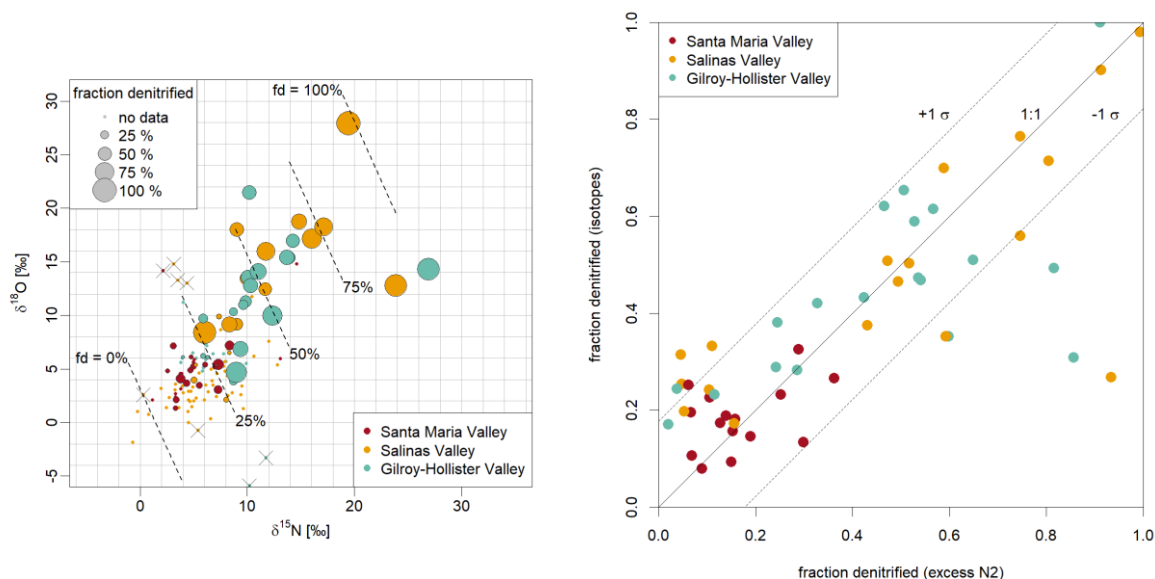 fraction denitrified
no data
25 %
50 %
75 %
100 %
fd = 100%
75%
50%
25%
fd = 0%
Santa Maria Valley
Salinas Valley
Gilroy-Hollister Valley
30
25
20
15
10
5
0
-5
δ18O [‰]
0 10 20 30
δ15N [‰]
Santa Maria Valley
Salinas Valley
Gilroy-Hollister Valley
+1 σ 1:1 -1 σ
1.0
0.8
0.6
0.4
0.2
0.0
fraction denitrified (isotopes)
0.0 0.2 0.4 0.6 0.8 1.0
fraction denitrified (excess N2)